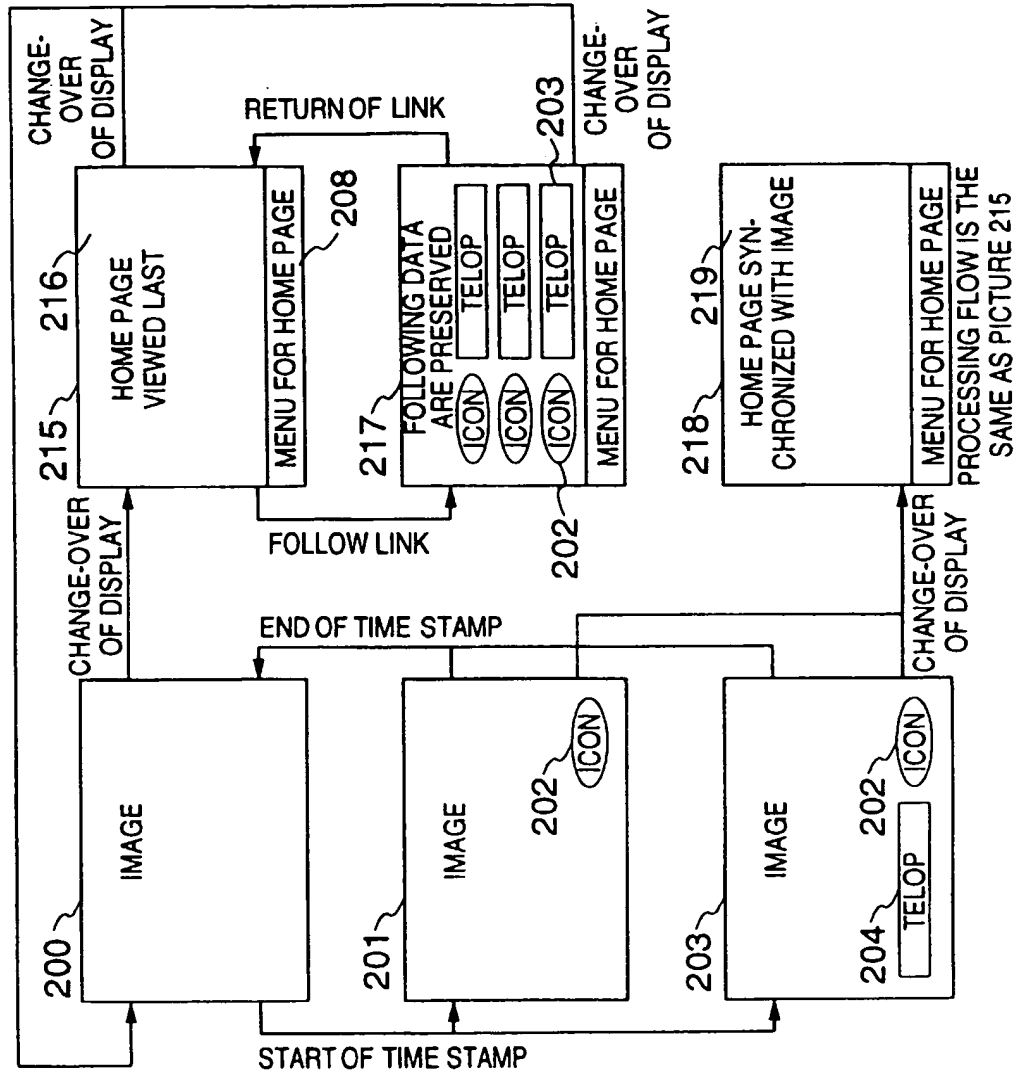 CHANGE-
OVER
OF DISPLAY
215
216
HOME PAGE
VIEWED LAST
MENU FOR HOME PAGE
208
RETURN OF LINK
CHANGE-OVER
OF DISPLAY
FOLLOW LINK
217
FOLLOWING DATA
ARE PRESERVED
ICON
TELOP
ICON
TELOP
ICON
TELOP
203
202
MENU FOR HOME PAGE
CHANGE-
OVER
OF DISPLAY
218
219
HOME PAGE SYN-
CHRONIZED WITH IMAGE
MENU FOR HOME PAGE
PROCESSING FLOW IS THE
SAME AS PICTURE 215
200
IMAGE
END OF TIME STAMP
201
IMAGE
202
ICON
203
IMAGE
204
TELOP
202
ICON
CHANGE-OVER
OF DISPLAY
START OF TIME STAMP